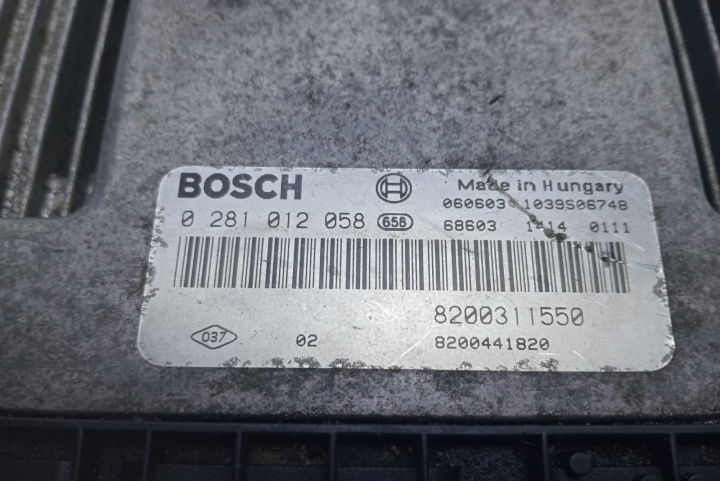 BOSCH Made in Hungary
060603 1039S06748
0 281 012 058 658
68603 1414 0111
8200311550
037 02 8200441820